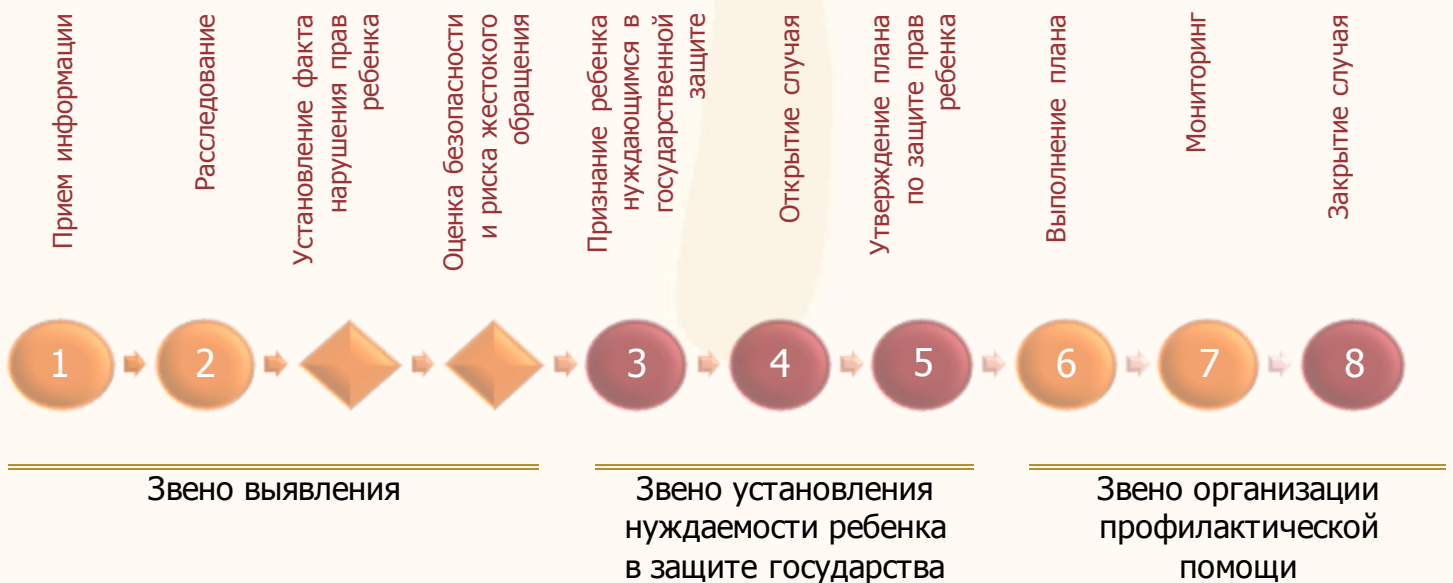 Прием информации
Расследование
Установление факта
нарушения прав
ребенка
Оценка безопасности
и риска жестокого
обращения
Признание ребенка
нуждающимся в
государственной
защите
Открытие случая
Утверждение плана
по защите прав
ребенка
Выполнение плана
Мониторинг
Закрытие случая
1
2
3
4
5
6
7
8
Звено выявления
Звено установления
нуждаемости ребенка
в защите государства
Звено организации
профилактической
помощи